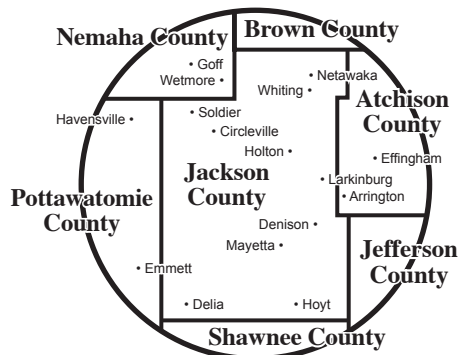 Nemaha County
Brown County
Goff
Wetmore
Netawaka
Whiting
Atchison
County
Havensville
Soldier
Circleville
Holton
Effingham
Jackson
County
Larkinburg
Arrington
Pottawatomie
County
Denison
Mayetta
Jefferson
County
Emmett
Delia
Hoyt
Shawnee County